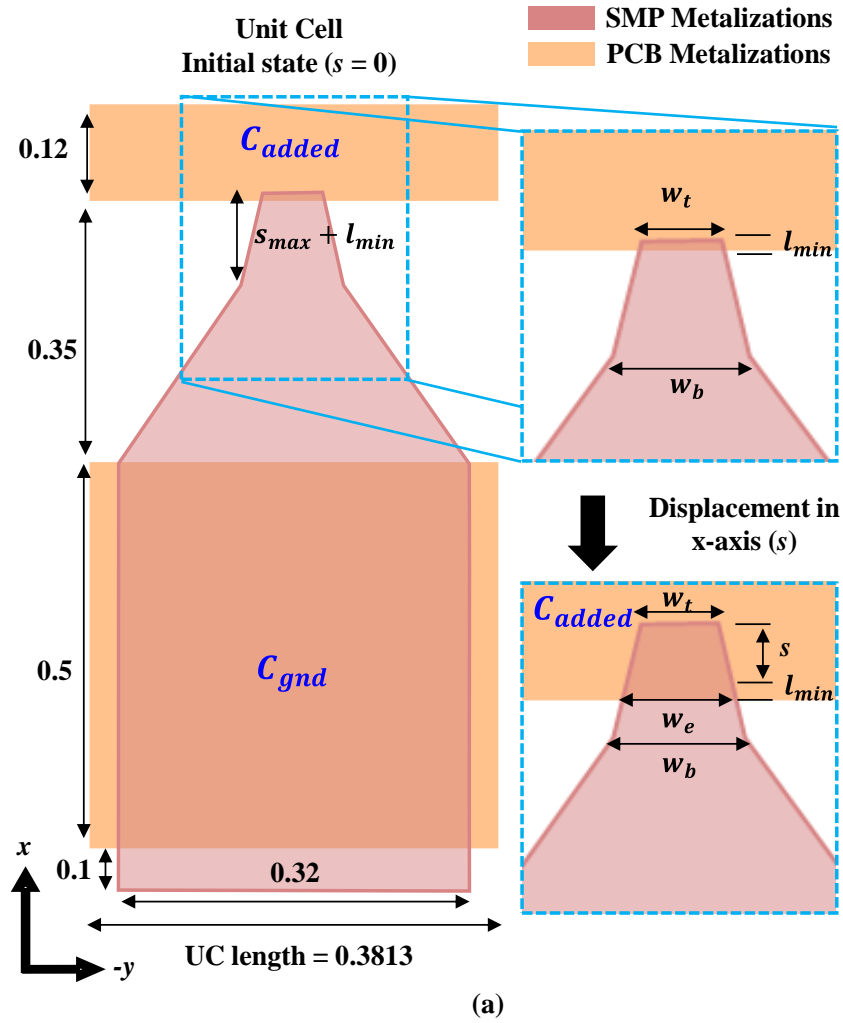 Unit Cell
Initial state (s = 0)
SMP Metalizations
PCB Metalizations
0.12
C_added
s_max + l_min
0.35
w_t
l_min
w_b
Displacement in
x-axis (s)
C_added
w_t
s
l_min
w_e
w_b
0.5
C_gnd
0.1
0.32
x
-y
UC length = 0.3813
(a)